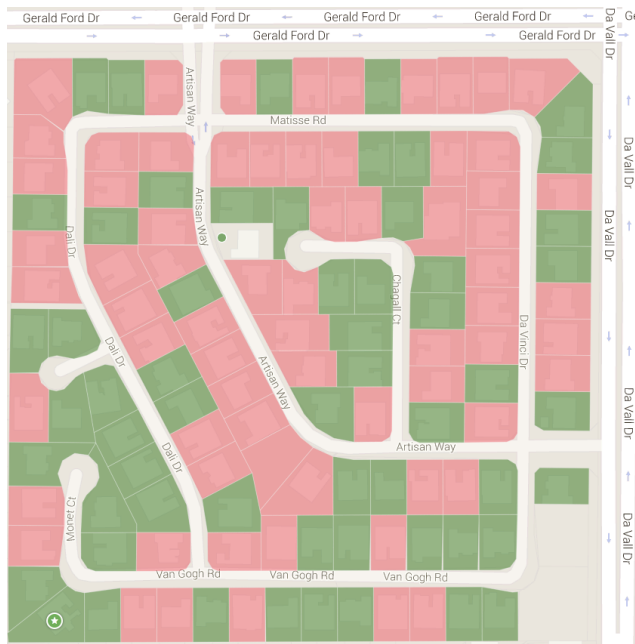 Gerald Ford Dr
Gerald Ford Dr
Gerald Ford Dr
Gerald Ford Dr
Ge
Gerald Ford Dr
Gerald Ford Dr
Da Vall Dr
Artisan Way
Matisse Rd
Da Vall Dr
Artisan Way
Dali Dr
Da Vall Dr
Chagall Ct
Da Vinci Dr
Dali Dr
Artisan Way
Da Vall Dr
Dali Dr
Artisan Way
Monet Ct
Da Vall Dr
Van Gogh Rd
Van Gogh Rd
Van Gogh Rd